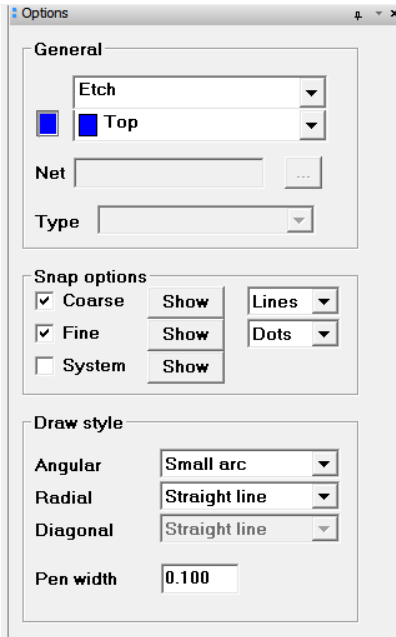 Options
General
Etch
Top
Net ...
Type
Snap options
Coarse Show Lines
Fine Show Dots
System Show
Draw style
Angular Small arc
Radial Straight line
Diagonal Straight line
Pen width 0.100